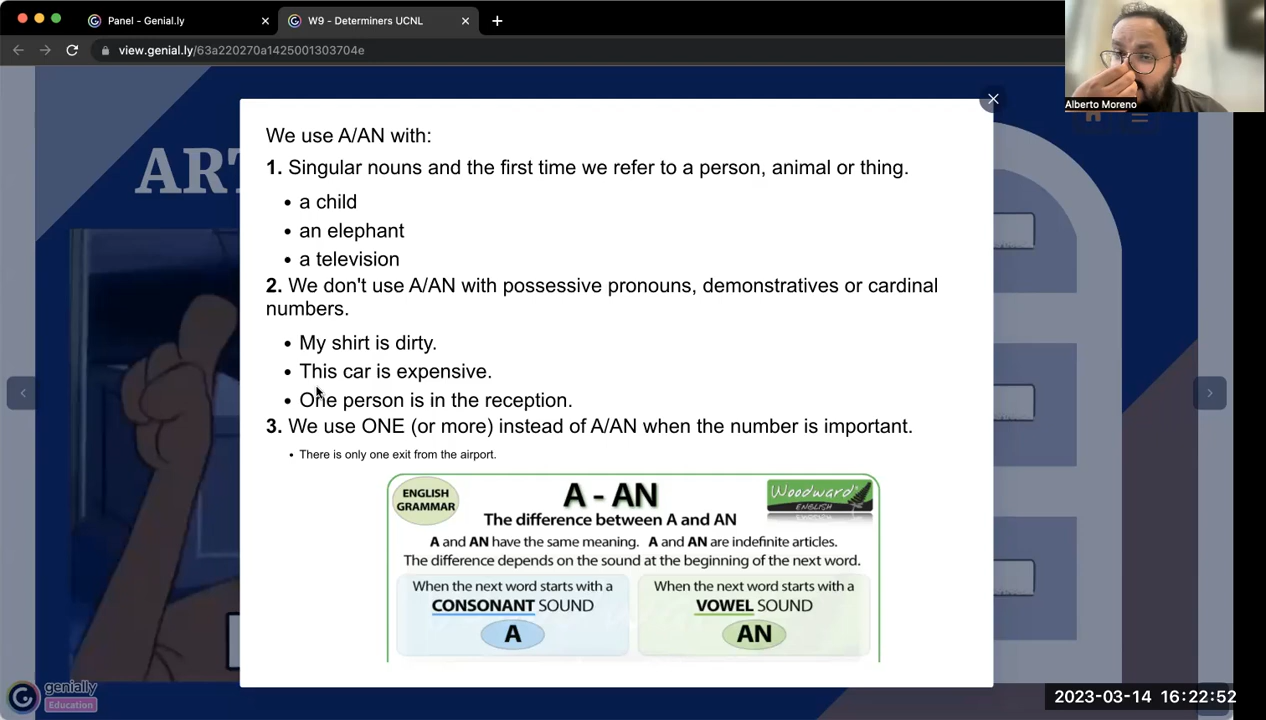 Panel - Genial.ly
W9 - Determiners UCNL
view.genial.ly/63a220270a1425001303704e
Alberto Moreno
ART
We use A/AN with:
1. Singular nouns and the first time we refer to a person, animal or thing.
• a child
• an elephant
• a television
2. We don't use A/AN with possessive pronouns, demonstratives or cardinal
numbers.
• My shirt is dirty.
• This car is expensive.
• One person is in the reception.
3. We use ONE (or more) instead of A/AN when the number is important.
• There is only one exit from the airport.
ENGLISH
GRAMMAR
A - AN
Woodward®
ENGLISH
The difference between A and AN
A and AN have the same meaning. A and AN are indefinite articles.
The difference depends on the sound at the beginning of the next word.
When the next word starts with a
CONSONANT SOUND
A
When the next word starts with a
VOWEL SOUND
AN
genially
Education
2023-03-14 16:22:52